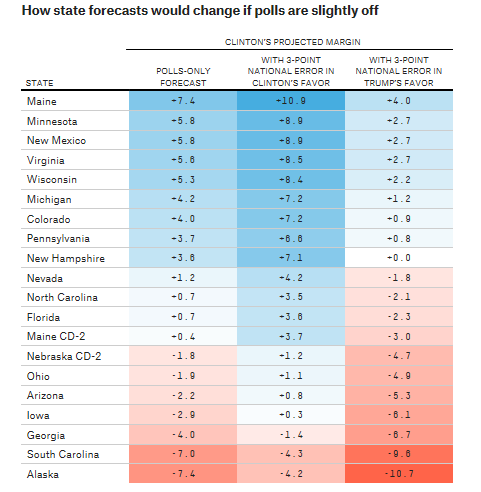 How state forecasts would change if polls are slightly off
CLINTON'S PROJECTED MARGIN
STATE POLLS-ONLY FORECAST WITH 3-POINT NATIONAL ERROR IN CLINTON'S FAVOR WITH 3-POINT NATIONAL ERROR IN TRUMP'S FAVOR
Maine +7.4 +10.9 +4.0
Minnesota +5.8 +8.9 +2.7
New Mexico +5.8 +8.9 +2.7
Virginia +5.6 +8.5 +2.7
Wisconsin +5.3 +8.4 +2.2
Michigan +4.2 +7.2 +1.2
Colorado +4.0 +7.2 +0.9
Pennsylvania +3.7 +6.6 +0.8
New Hampshire +3.6 +7.1 +0.0
Nevada +1.2 +4.2 -1.8
North Carolina +0.7 +3.5 -2.1
Florida +0.7 +3.6 -2.3
Maine CD-2 +0.4 +3.7 -3.0
Nebraska CD-2 -1.8 +1.2 -4.7
Ohio -1.9 +1.1 -4.9
Arizona -2.2 +0.8 -5.3
Iowa -2.9 +0.3 -6.1
Georgia -4.0 -1.4 -6.7
South Carolina -7.0 -4.3 -9.6
Alaska -7.4 -4.2 -10.7